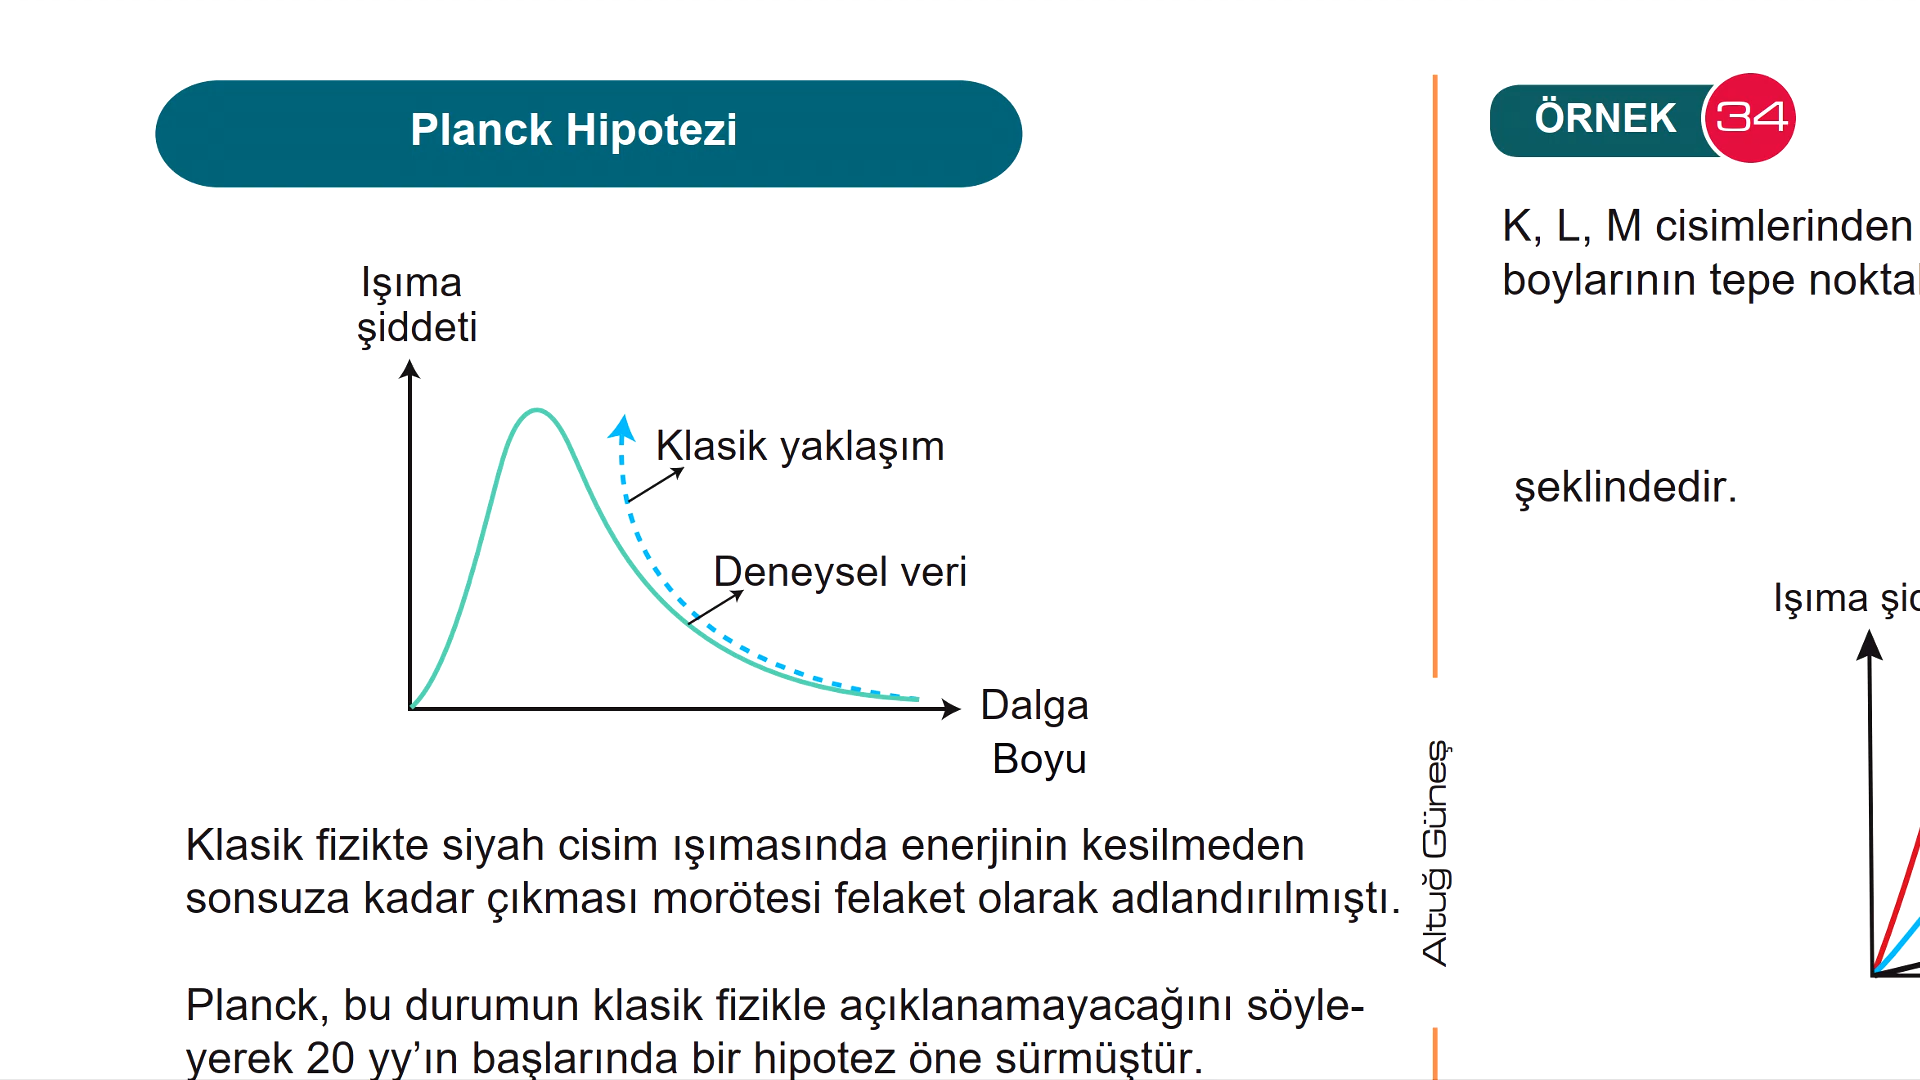 Planck Hipotezi
Işıma
şiddeti
Klasik yaklaşım
Deneysel veri
Dalga
Boyu
Klasik fizikte siyah cisim ışımasında enerjinin kesilmeden
sonsuza kadar çıkması morötesi felaket olarak adlandırılmıştı.
Planck, bu durumun klasik fizikle açıklanamayacağını söyle-
yerek 20 yy’ın başlarında bir hipotez öne sürmüştür.
Altuğ Güneş
ÖRNEK 34
K, L, M cisimlerinden
boylarının tepe
şeklindedir.
Işıma